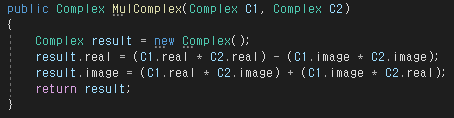 public Complex MulComplex(Complex C1, Complex C2)
{
Complex result = new Complex();
result.real = (C1.real * C2.real) - (C1.image * C2.image);
result.image = (C1.real * C2.image) + (C1.image * C2.real);
return result;
}